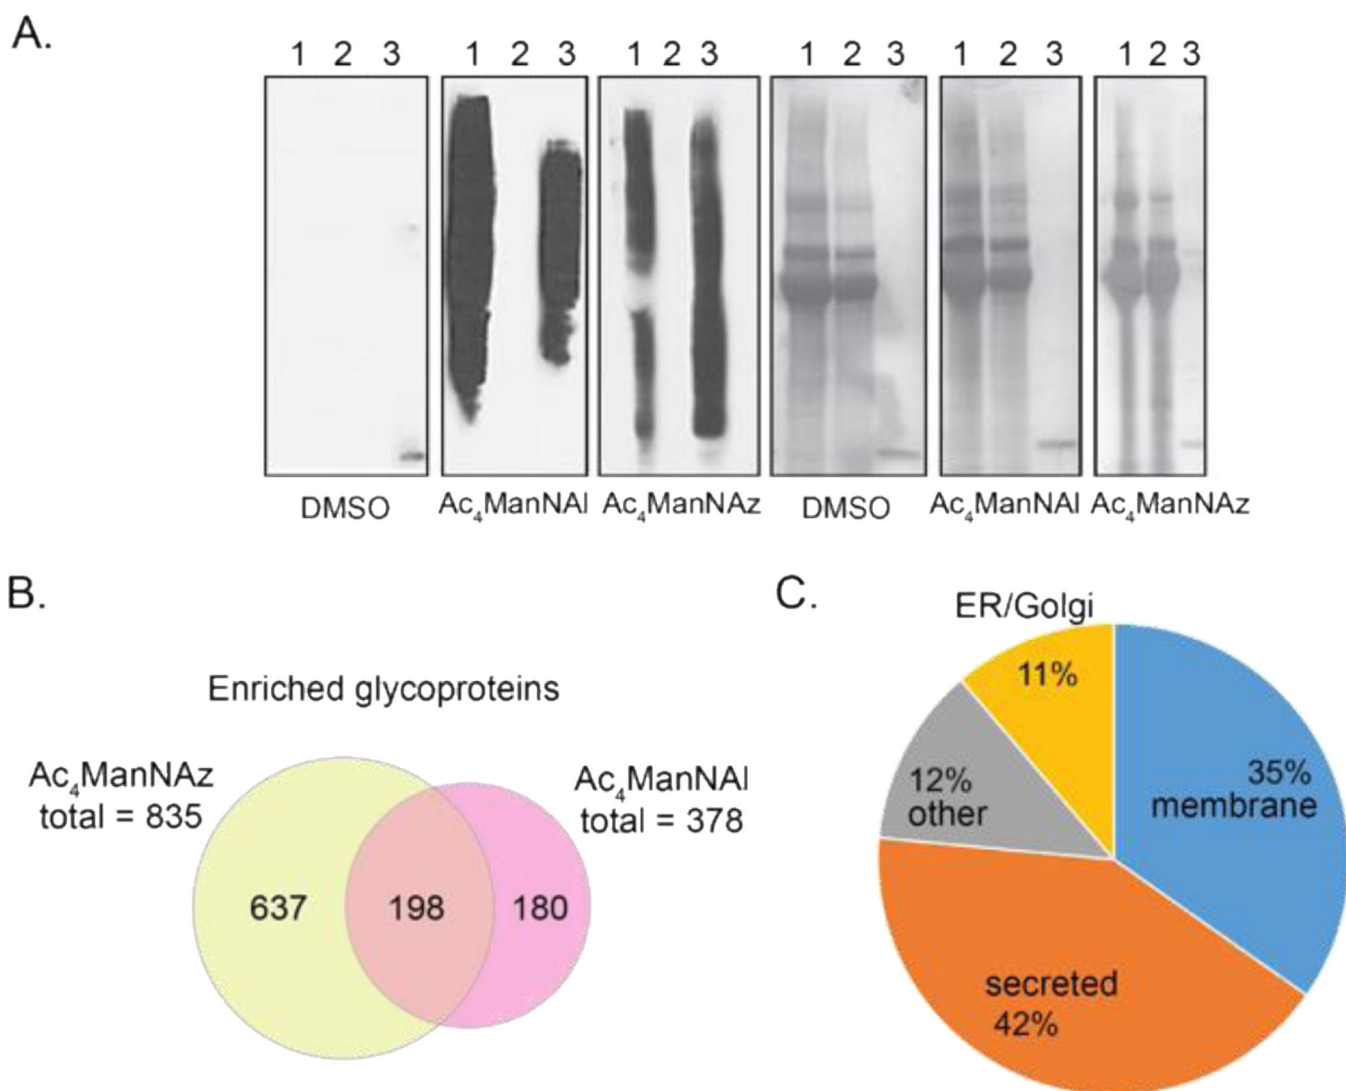 A.
1 2 3 1 2 3 1 2 3 1 2 3 1 2 3 1 2 3
DMSO Ac₄ManNAl Ac₄ManNAz DMSO Ac₄ManNAl Ac₄ManNAz
B.
Enriched glycoproteins
Ac₄ManNAz
total = 835
Ac₄ManNAl
total = 378
637 198 180
C.
ER/Golgi
11%
35%
membrane
12%
other
secreted
42%